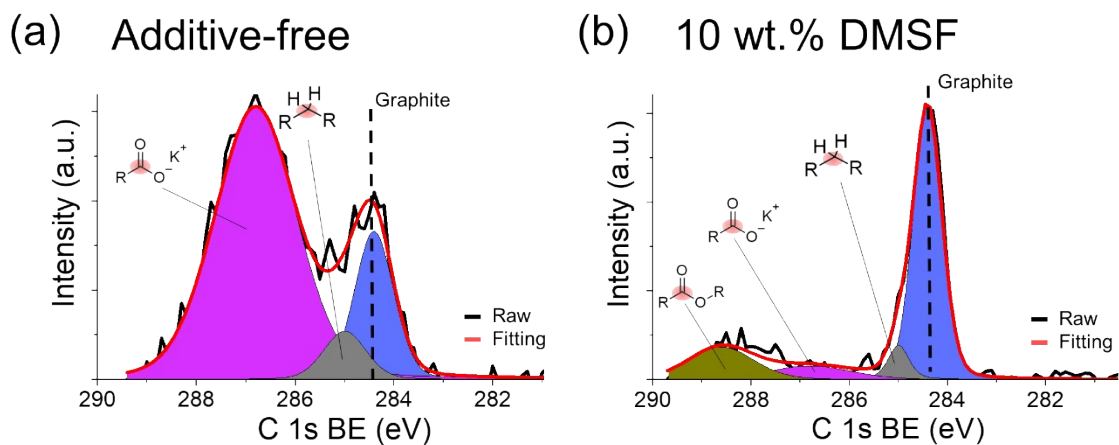 (a) Additive-free
Graphite
H H
R R
O
R O⁻ K⁺
Intensity (a.u.)
Raw
Fitting
290 288 286 284 282
C 1s BE (eV)
(b) 10 wt.% DMSF
Graphite
H H
R R
O
R O⁻ K⁺
O
R O R
Intensity (a.u.)
Raw
Fitting
290 288 286 284 282
C 1s BE (eV)